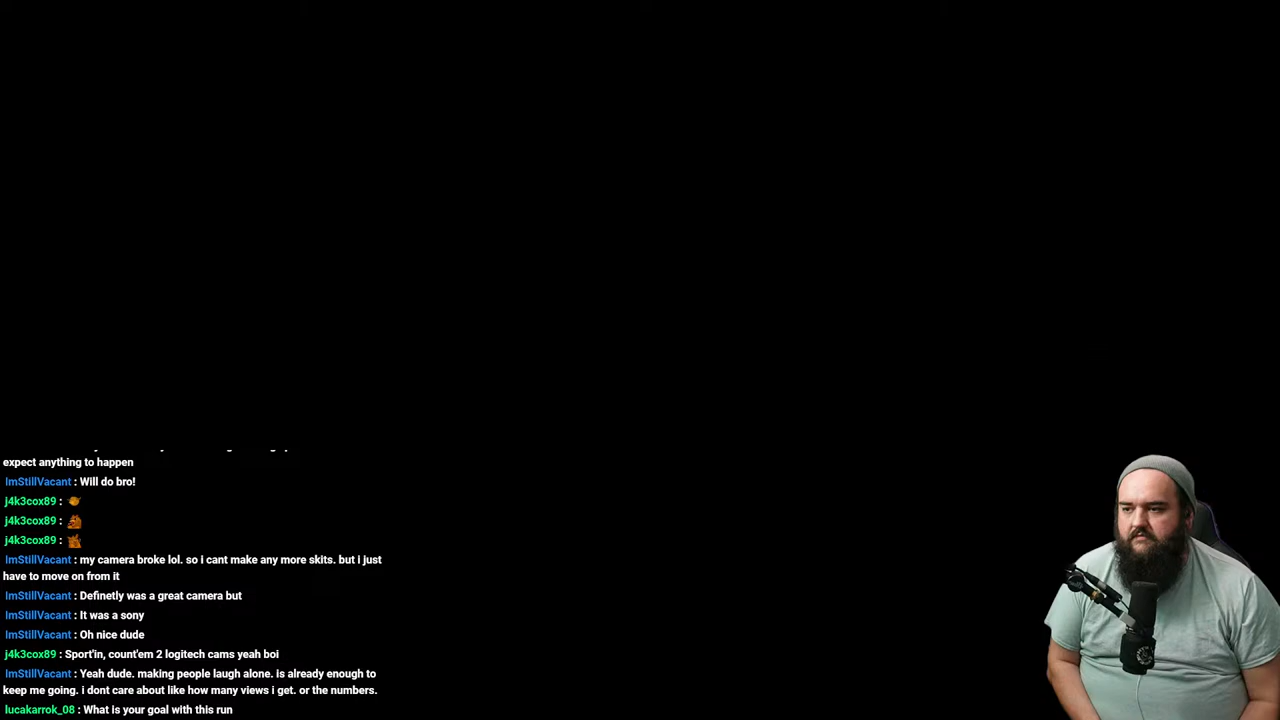 expect anything to happen
ImStillVacant : Will do bro!
j4k3cox89 :
j4k3cox89 :
j4k3cox89 :
ImStillVacant : my camera broke lol. so i cant make any more skits. but i just
have to move on from it
ImStillVacant : Definetly was a great camera but
ImStillVacant : It was a sony
ImStillVacant : Oh nice dude
j4k3cox89 : Sport'in, count'em 2 logitech cams yeah boi
ImStillVacant : Yeah dude. making people laugh alone. is already enough to
keep me going. i dont care about like how many views i get. or the numbers.
lucakarrok_08 : What is your goal with this run